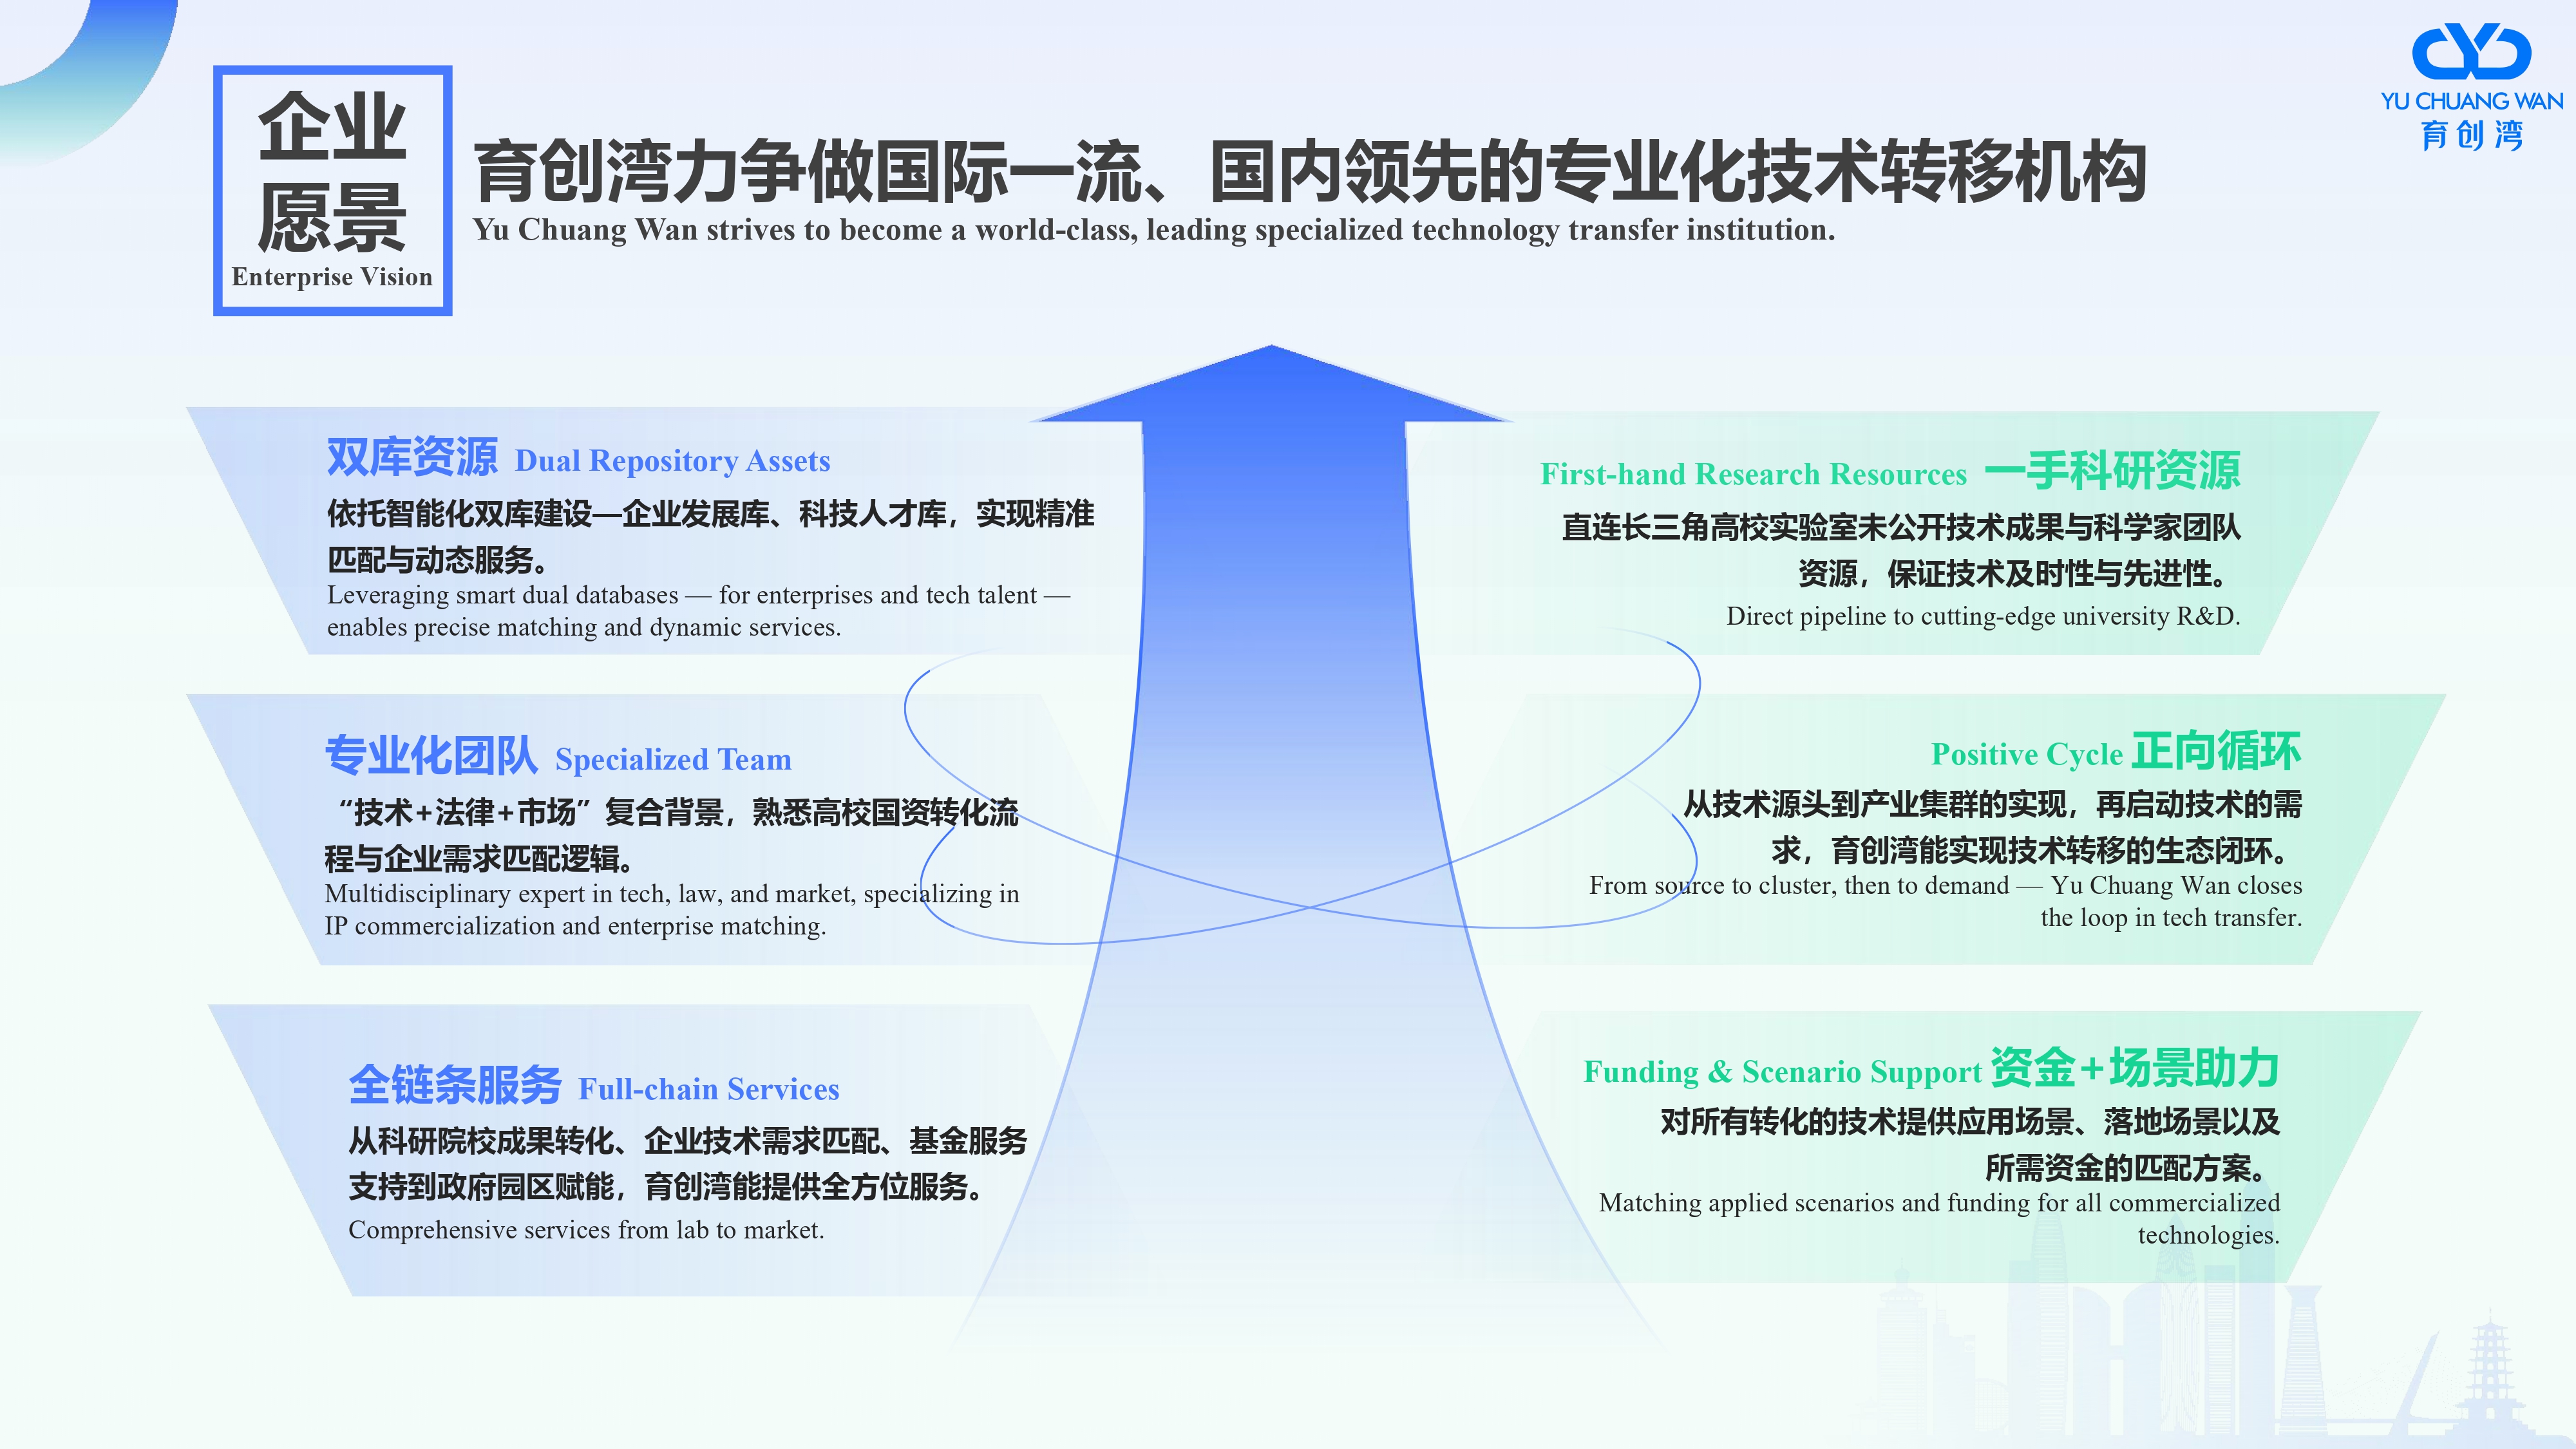 企业
愿景
Enterprise Vision
育创湾力争做国际一流、国内领先的专业化技术转移机构
Yu Chuang Wan strives to become a world-class, leading specialized technology transfer institution.
YU CHUANG WAN
育创湾
双库资源 Dual Repository Assets
依托智能化双库建设—企业发展库、科技人才库，实现精准
匹配与动态服务。
Leveraging smart dual databases — for enterprises and tech talent —
enables precise matching and dynamic services.
First-hand Research Resources 一手科研资源
直连长三角高校实验室未公开技术成果与科学家团队
资源，保证技术及时性与先进性。
Direct pipeline to cutting-edge university R&D.
专业化团队 Specialized Team
“技术+法律+市场”复合背景，熟悉高校国资转化流
程与企业需求匹配逻辑。
Multidisciplinary expert in tech, law, and market, specializing in
IP commercialization and enterprise matching.
Positive Cycle 正向循环
从技术源头到产业集群的实现，再启动技术的需
求，育创湾能实现技术转移的生态闭环。
From source to cluster, then to demand — Yu Chuang Wan closes
the loop in tech transfer.
全链条服务 Full-chain Services
从科研院校成果转化、企业技术需求匹配、基金服务
支持到政府园区赋能，育创湾能提供全方位服务。
Comprehensive services from lab to market.
Funding & Scenario Support 资金+场景助力
对所有转化的技术提供应用场景、落地场景以及
所需资金的匹配方案。
Matching applied scenarios and funding for all commercialized
technologies.